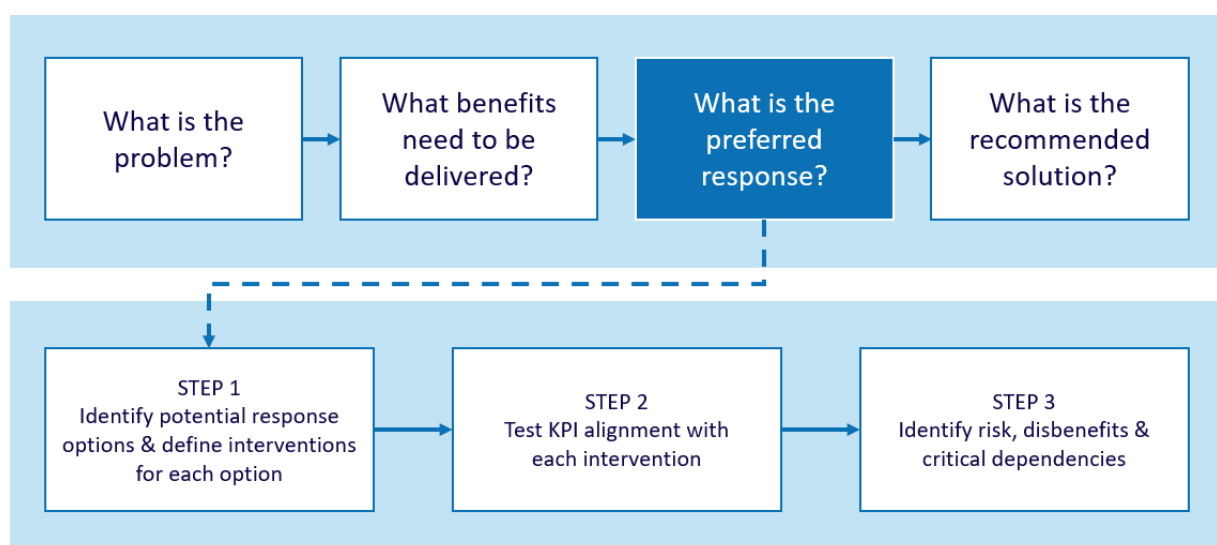 What is the
problem?
What benefits
need to be
delivered?
What is the
preferred
response?
What is the
recommended
solution?
STEP 1
Identify potential response
options & define interventions
for each option
STEP 2
Test KPI alignment with
each intervention
STEP 3
Identify risk, disbenefits &
critical dependencies